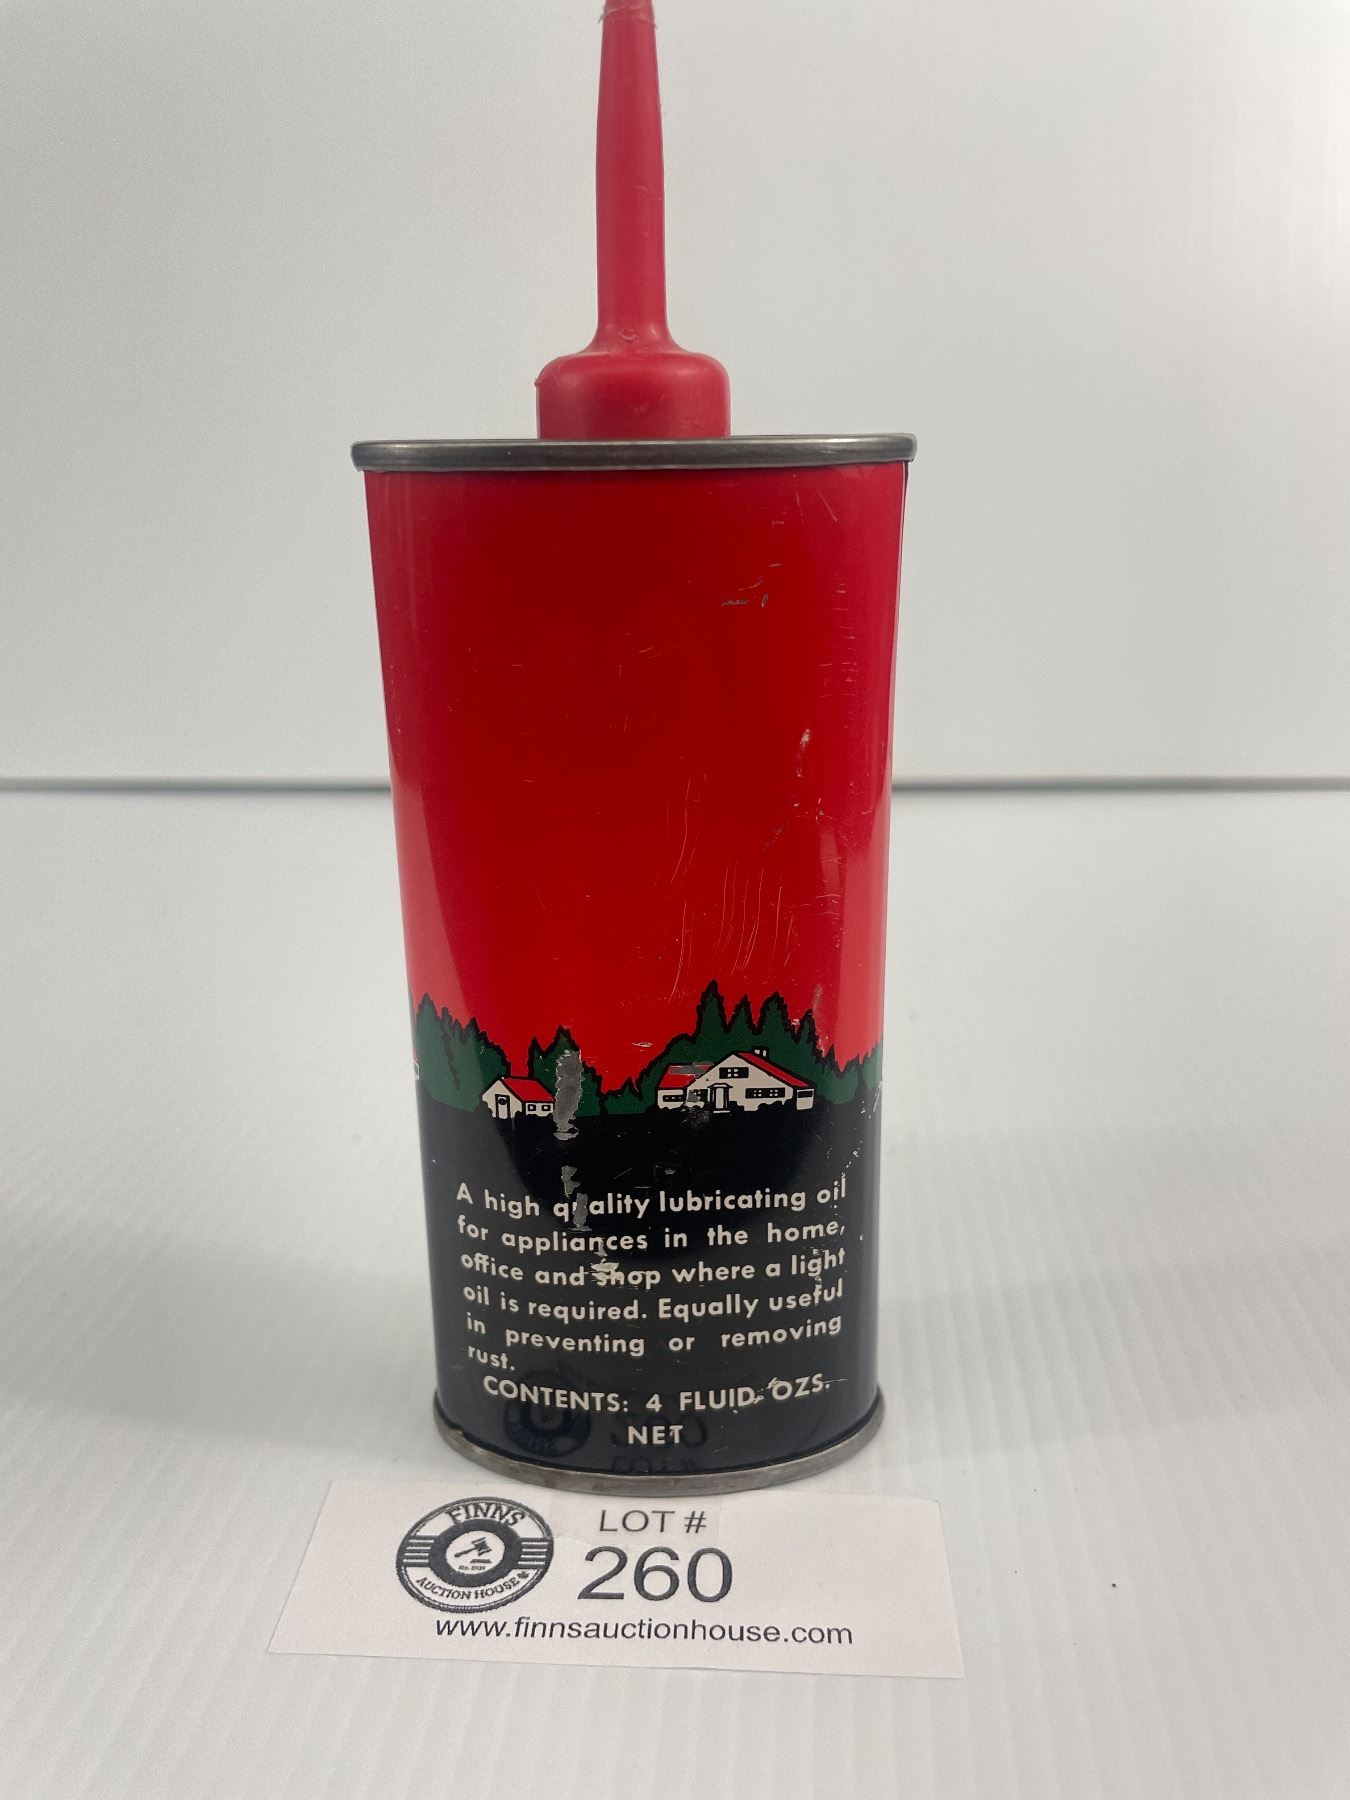 A high quality lubricating oil
for appliances in the home,
office and shop where a light
oil is required. Equally useful
in preventing or removing
rust.
CONTENTS: 4 FLUID. OZS.
NET
FINNS
AUCTION HOUSE
LOT #
260
www.finnsauctionhouse.com